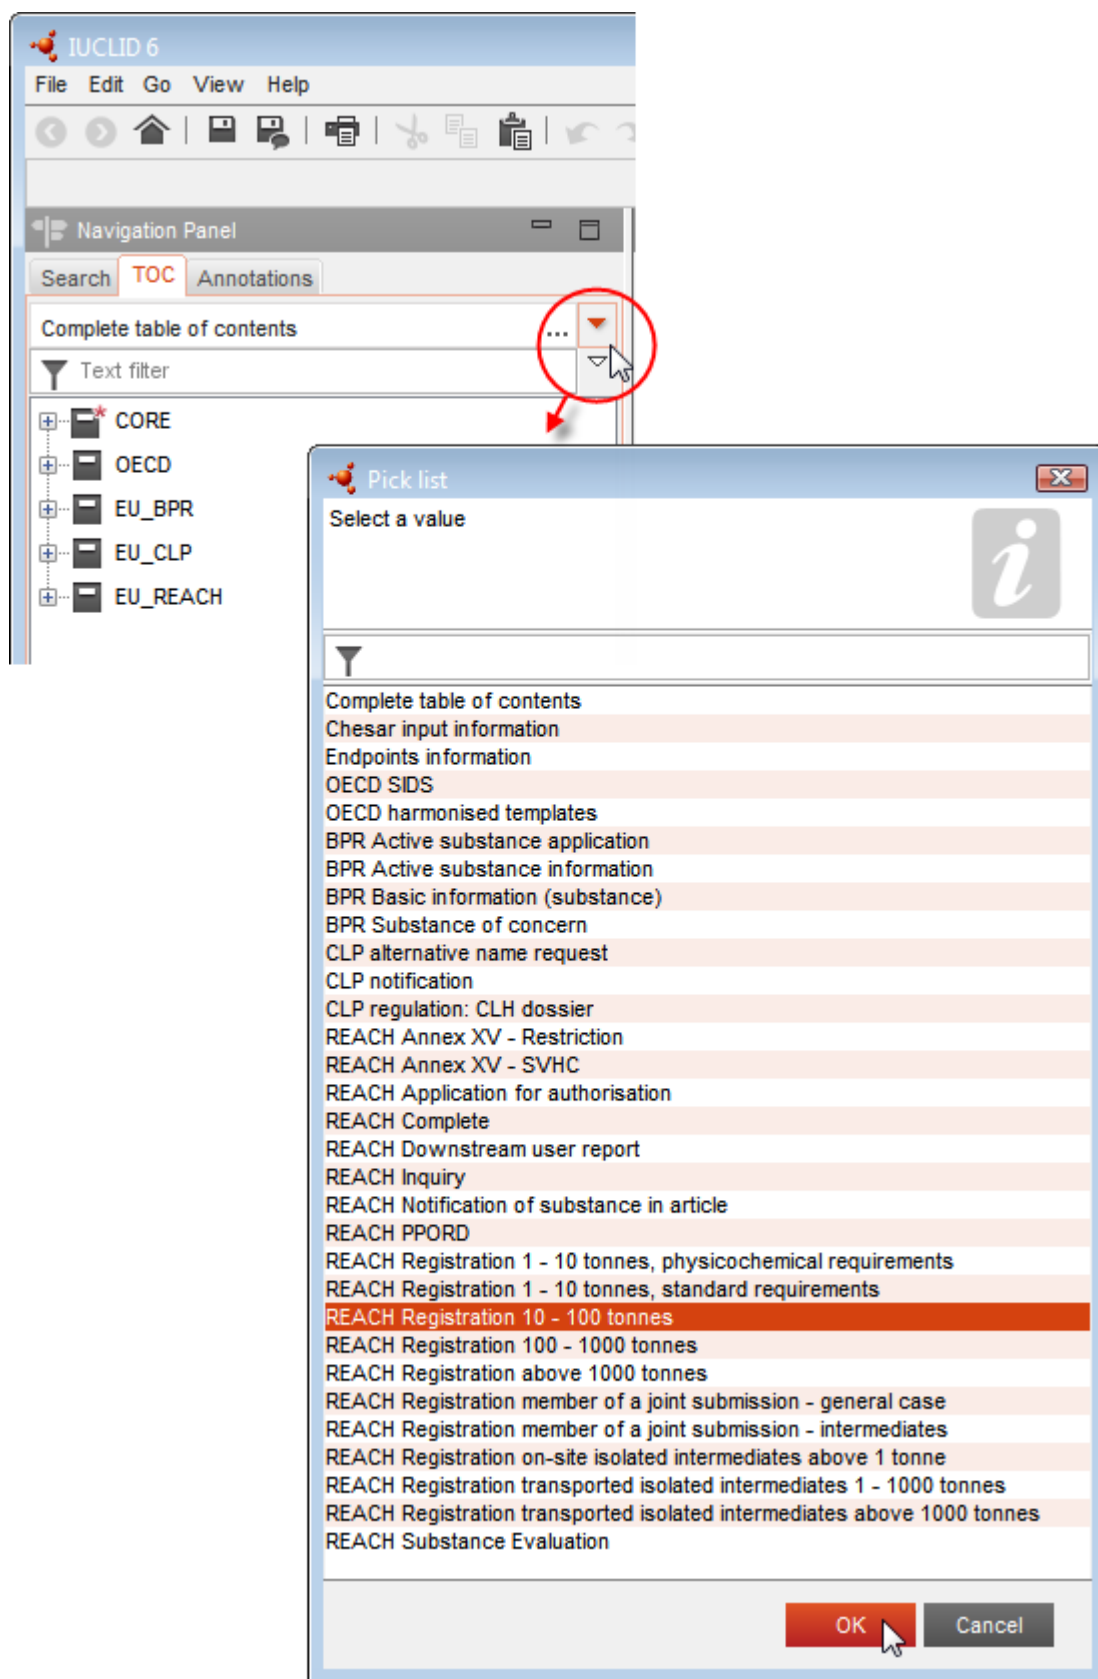 IUCLID 6
File Edit Go View Help
Navigation Panel
Search TOC Annotations
Complete table of contents ...
Text filter
CORE
OECD
EU_BPR
EU_CLP
EU_REACH
Pick list
Select a value
Complete table of contents
Chesar input information
Endpoints information
OECD SIDS
OECD harmonised templates
BPR Active substance application
BPR Active substance information
BPR Basic information (substance)
BPR Substance of concern
CLP alternative name request
CLP notification
CLP regulation: CLH dossier
REACH Annex XV - Restriction
REACH Annex XV - SVHC
REACH Application for authorisation
REACH Complete
REACH Downstream user report
REACH Inquiry
REACH Notification of substance in article
REACH PPORD
REACH Registration 1 - 10 tonnes, physicochemical requirements
REACH Registration 1 - 10 tonnes, standard requirements
REACH Registration 10 - 100 tonnes
REACH Registration 100 - 1000 tonnes
REACH Registration above 1000 tonnes
REACH Registration member of a joint submission - general case
REACH Registration member of a joint submission - intermediates
REACH Registration on-site isolated intermediates above 1 tonne
REACH Registration transported isolated intermediates 1 - 1000 tonnes
REACH Registration transported isolated intermediates above 1000 tonnes
REACH Substance Evaluation
OK Cancel